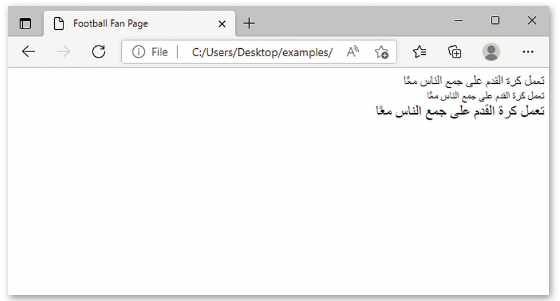 Football Fan Page
File
C:/Users/Desktop/examples/
تعمل كرة القدم على جمع الناس معًا
تعمل كرة القدم على جمع الناس معًا
تعمل كرة القدم على جمع الناس معًا